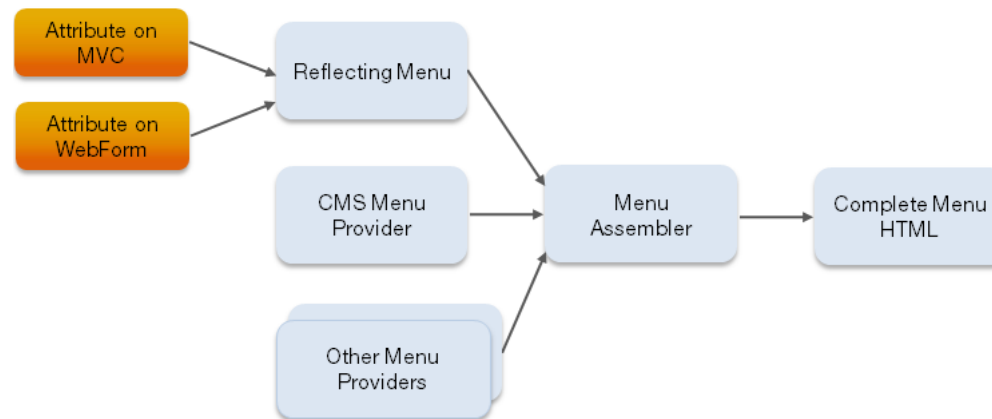 Attribute on
MVC
Reflecting Menu
Attribute on
WebForm
CMS Menu
Provider
Menu
Assembler
Complete Menu
HTML
Other Menu
Providers